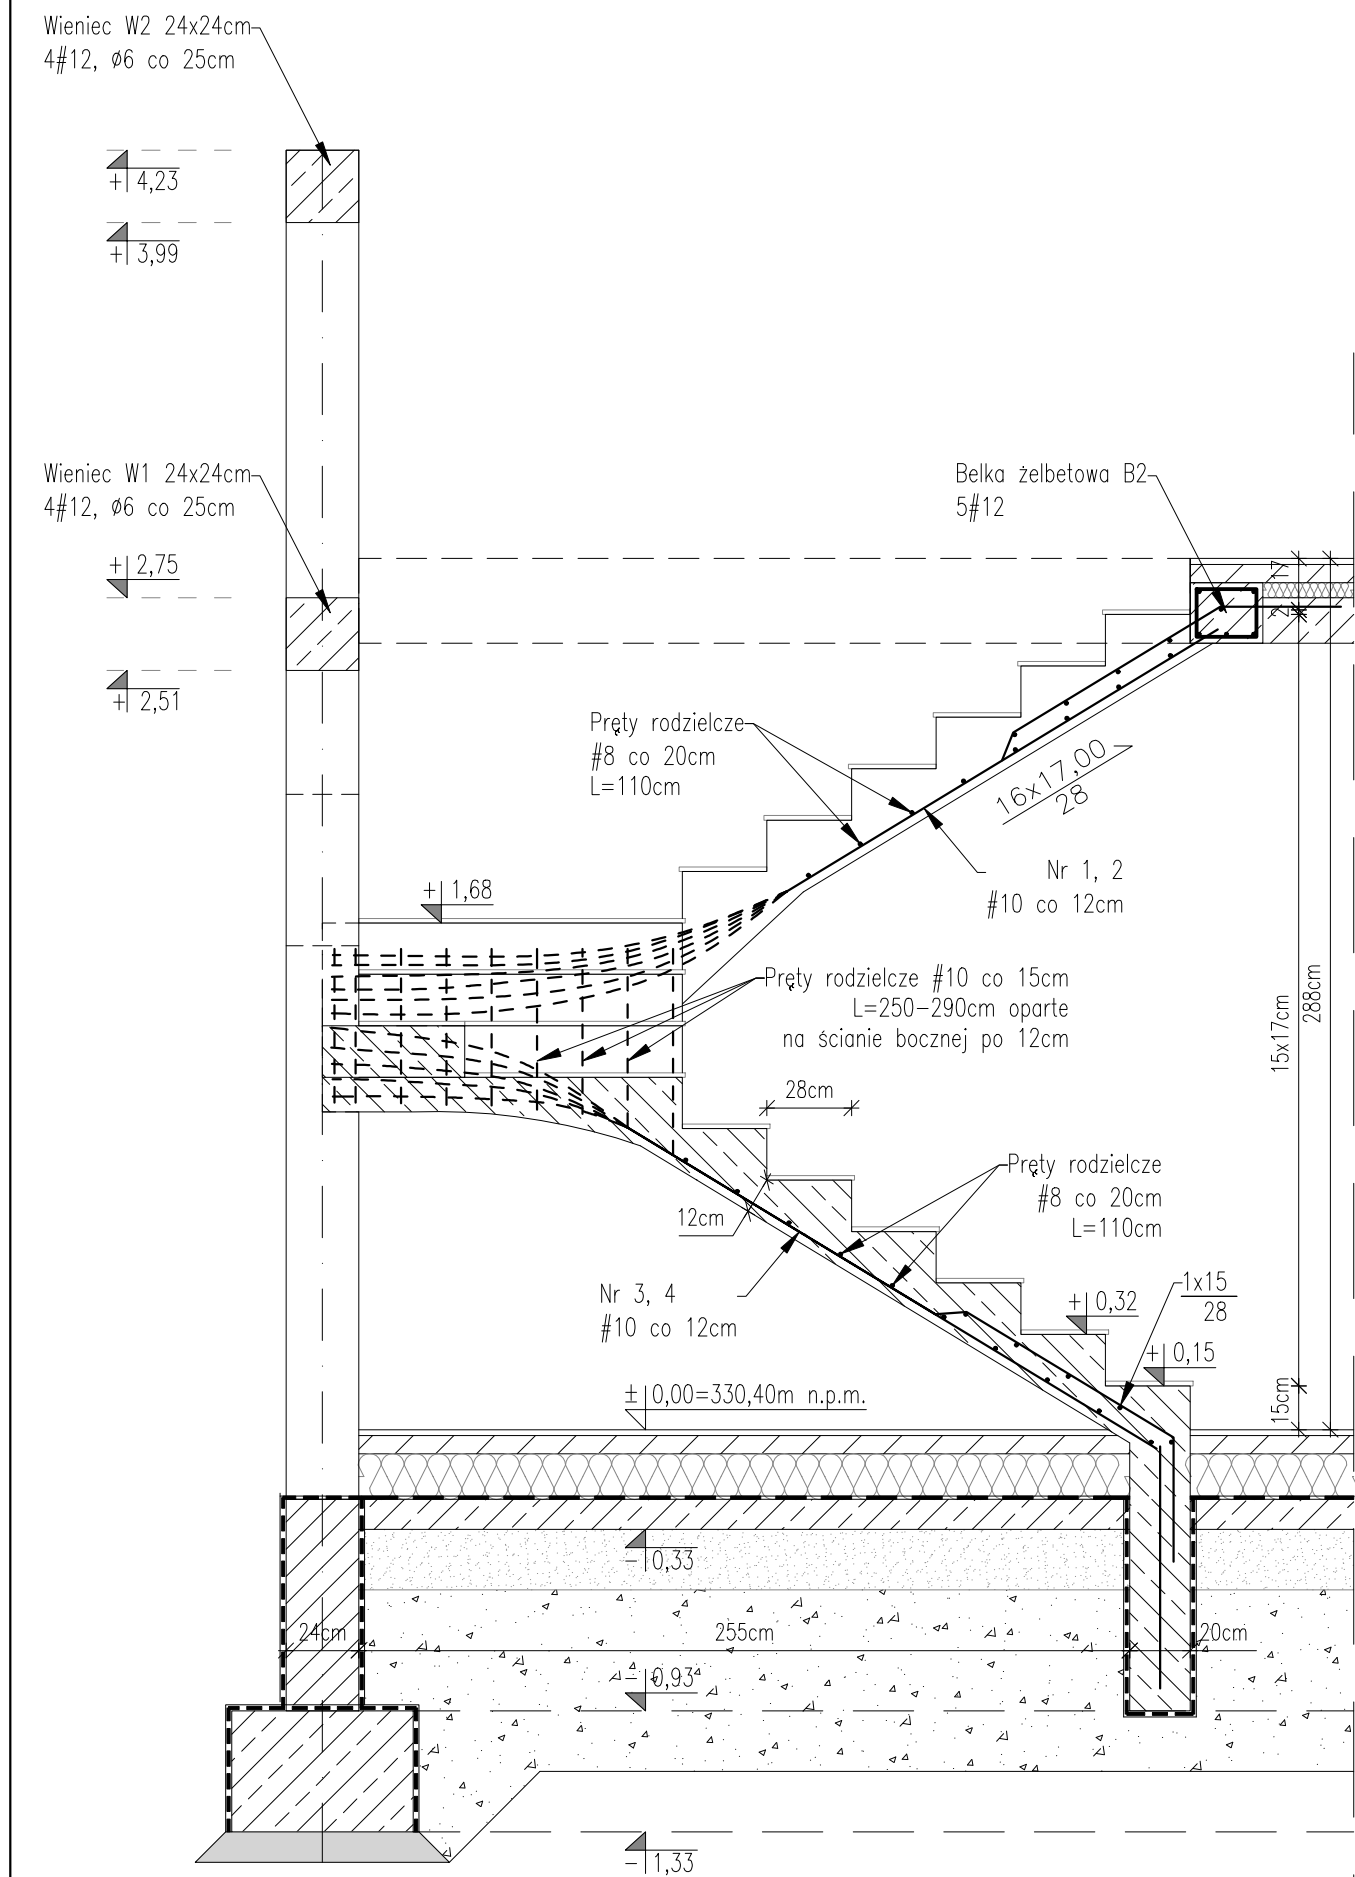 Wieniec W2 24x24cm
4#12, ø6 co 25cm
+ 4,23
+ 3,99
Wieniec W1 24x24cm
4#12, ø6 co 25cm
Belka żelbetowa B2
5#12
+ 2,75
+ 2,51
17
2
Pręty rodzielcze
#8 co 20cm
L=110cm
16x17,00
28
Nr 1, 2
#10 co 12cm
+ 1,68
Pręty rodzielcze #10 co 15cm
L=250-290cm oparte
na ścianie bocznej po 12cm
15x17cm
288cm
28cm
Pręty rodzielcze
#8 co 20cm
L=110cm
12cm
Nr 3, 4
#10 co 12cm
1x15
28
+ 0,32
+ 0,15
15cm
± 0,00=330,40m n.p.m.
- 0,33
24cm
255cm
20cm
- 0,93
- 1,33